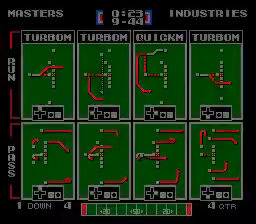 MASTERS 0:23 INDUSTRIES
9-44
TURBOM TURBOM QUICKM TURBOM
RUN
PASS
1 DOWN 4 4 QTR